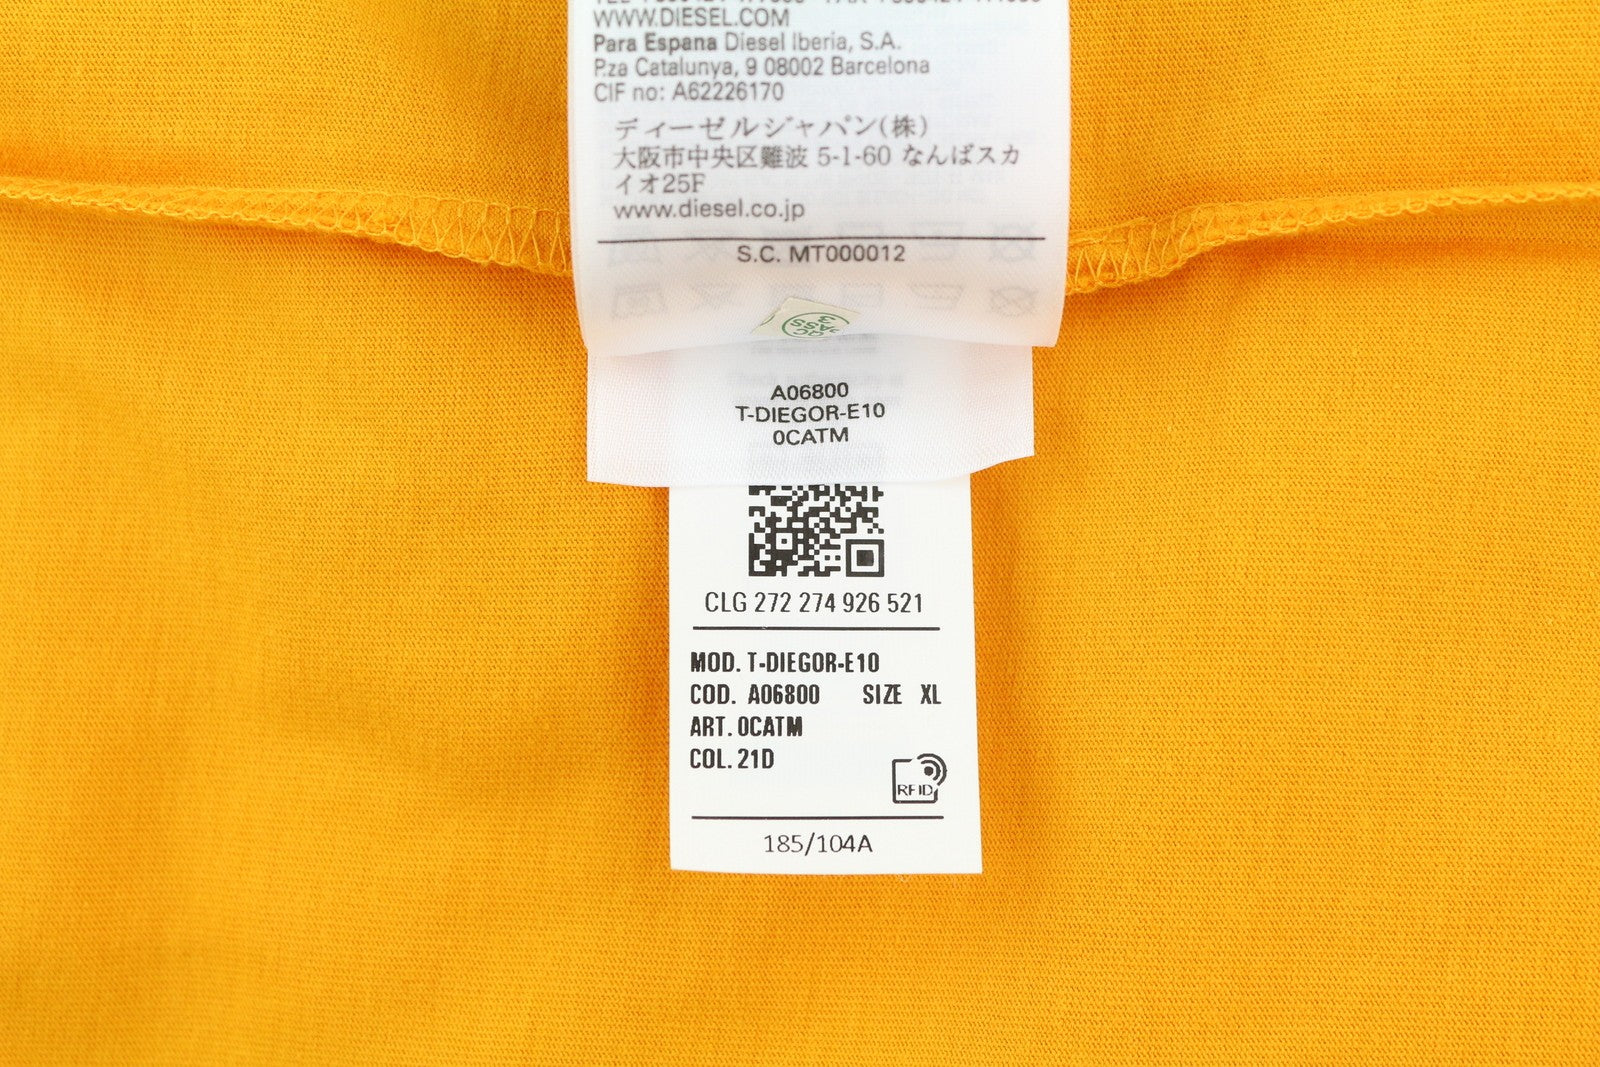 WWW.DIESEL.COM
Para Espana Diesel Iberia, S.A.
P.za Catalunya, 9 08002 Barcelona
CIF no: A62226170
ディーゼルジャパン(株)
大阪市中央区難波 5-1-60 なんばスカ
イオ25F
www.diesel.co.jp
S.C. MT000012
QC
PASS
3
A06800
T-DIEGOR-E10
0CATM
CLG 272 274 926 521
MOD. T-DIEGOR-E10
COD. A06800 SIZE XL
ART. 0CATM
COL. 21D
RFID
185/104A